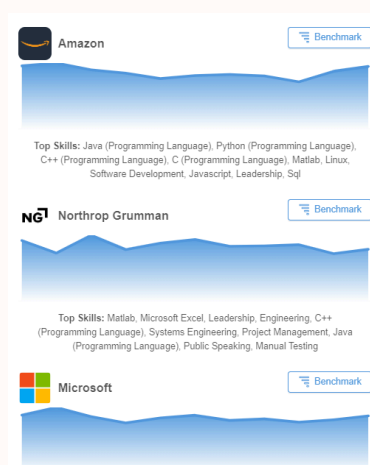 Amazon
Benchmark
Top Skills: Java (Programming Language), Python (Programming Language),
C++ (Programming Language), C (Programming Language), Matlab, Linux,
Software Development, Javascript, Leadership, Sql
NG
Northrop Grumman
Benchmark
Top Skills: Matlab, Microsoft Excel, Leadership, Engineering, C++
(Programming Language), Systems Engineering, Project Management, Java
(Programming Language), Public Speaking, Manual Testing
Microsoft
Benchmark